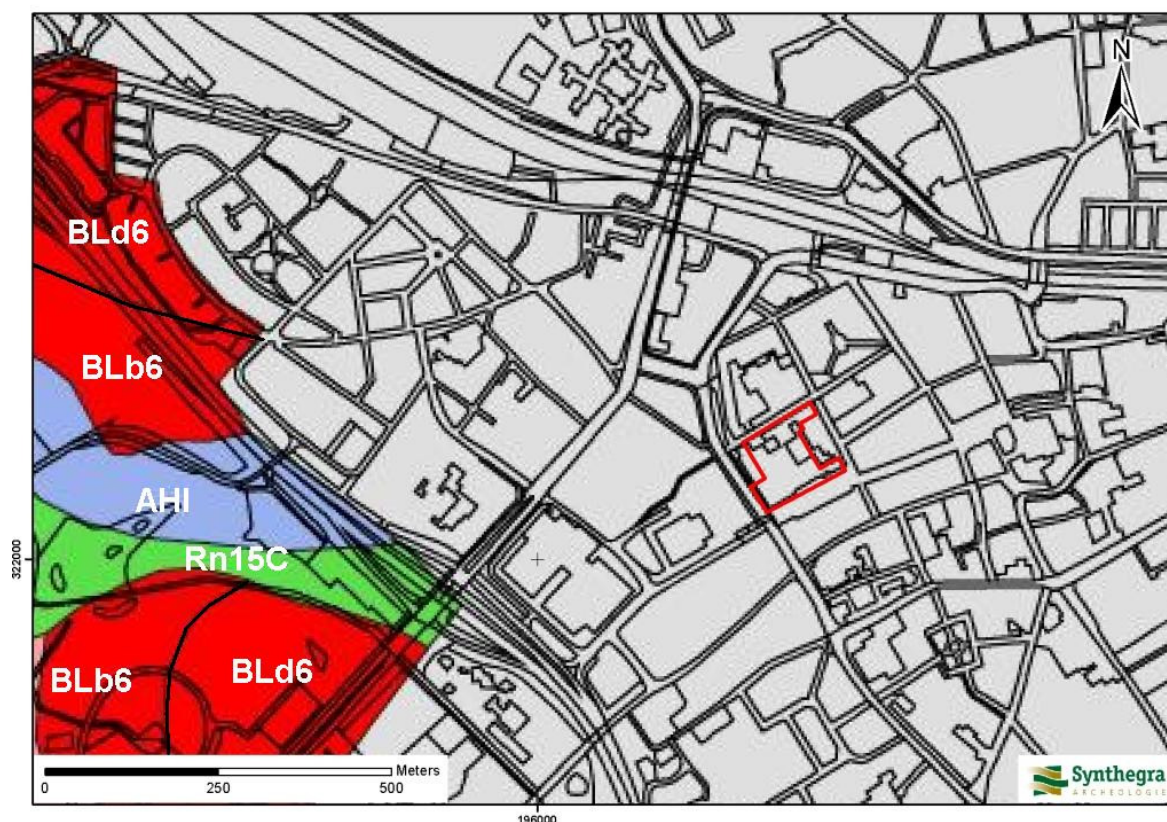 N
BLd6
BLb6
AHI
Rn15C
BLb6
BLd6
322000
0 250 500 Meters
196000
Synthegra
ARCHEOLOGIE